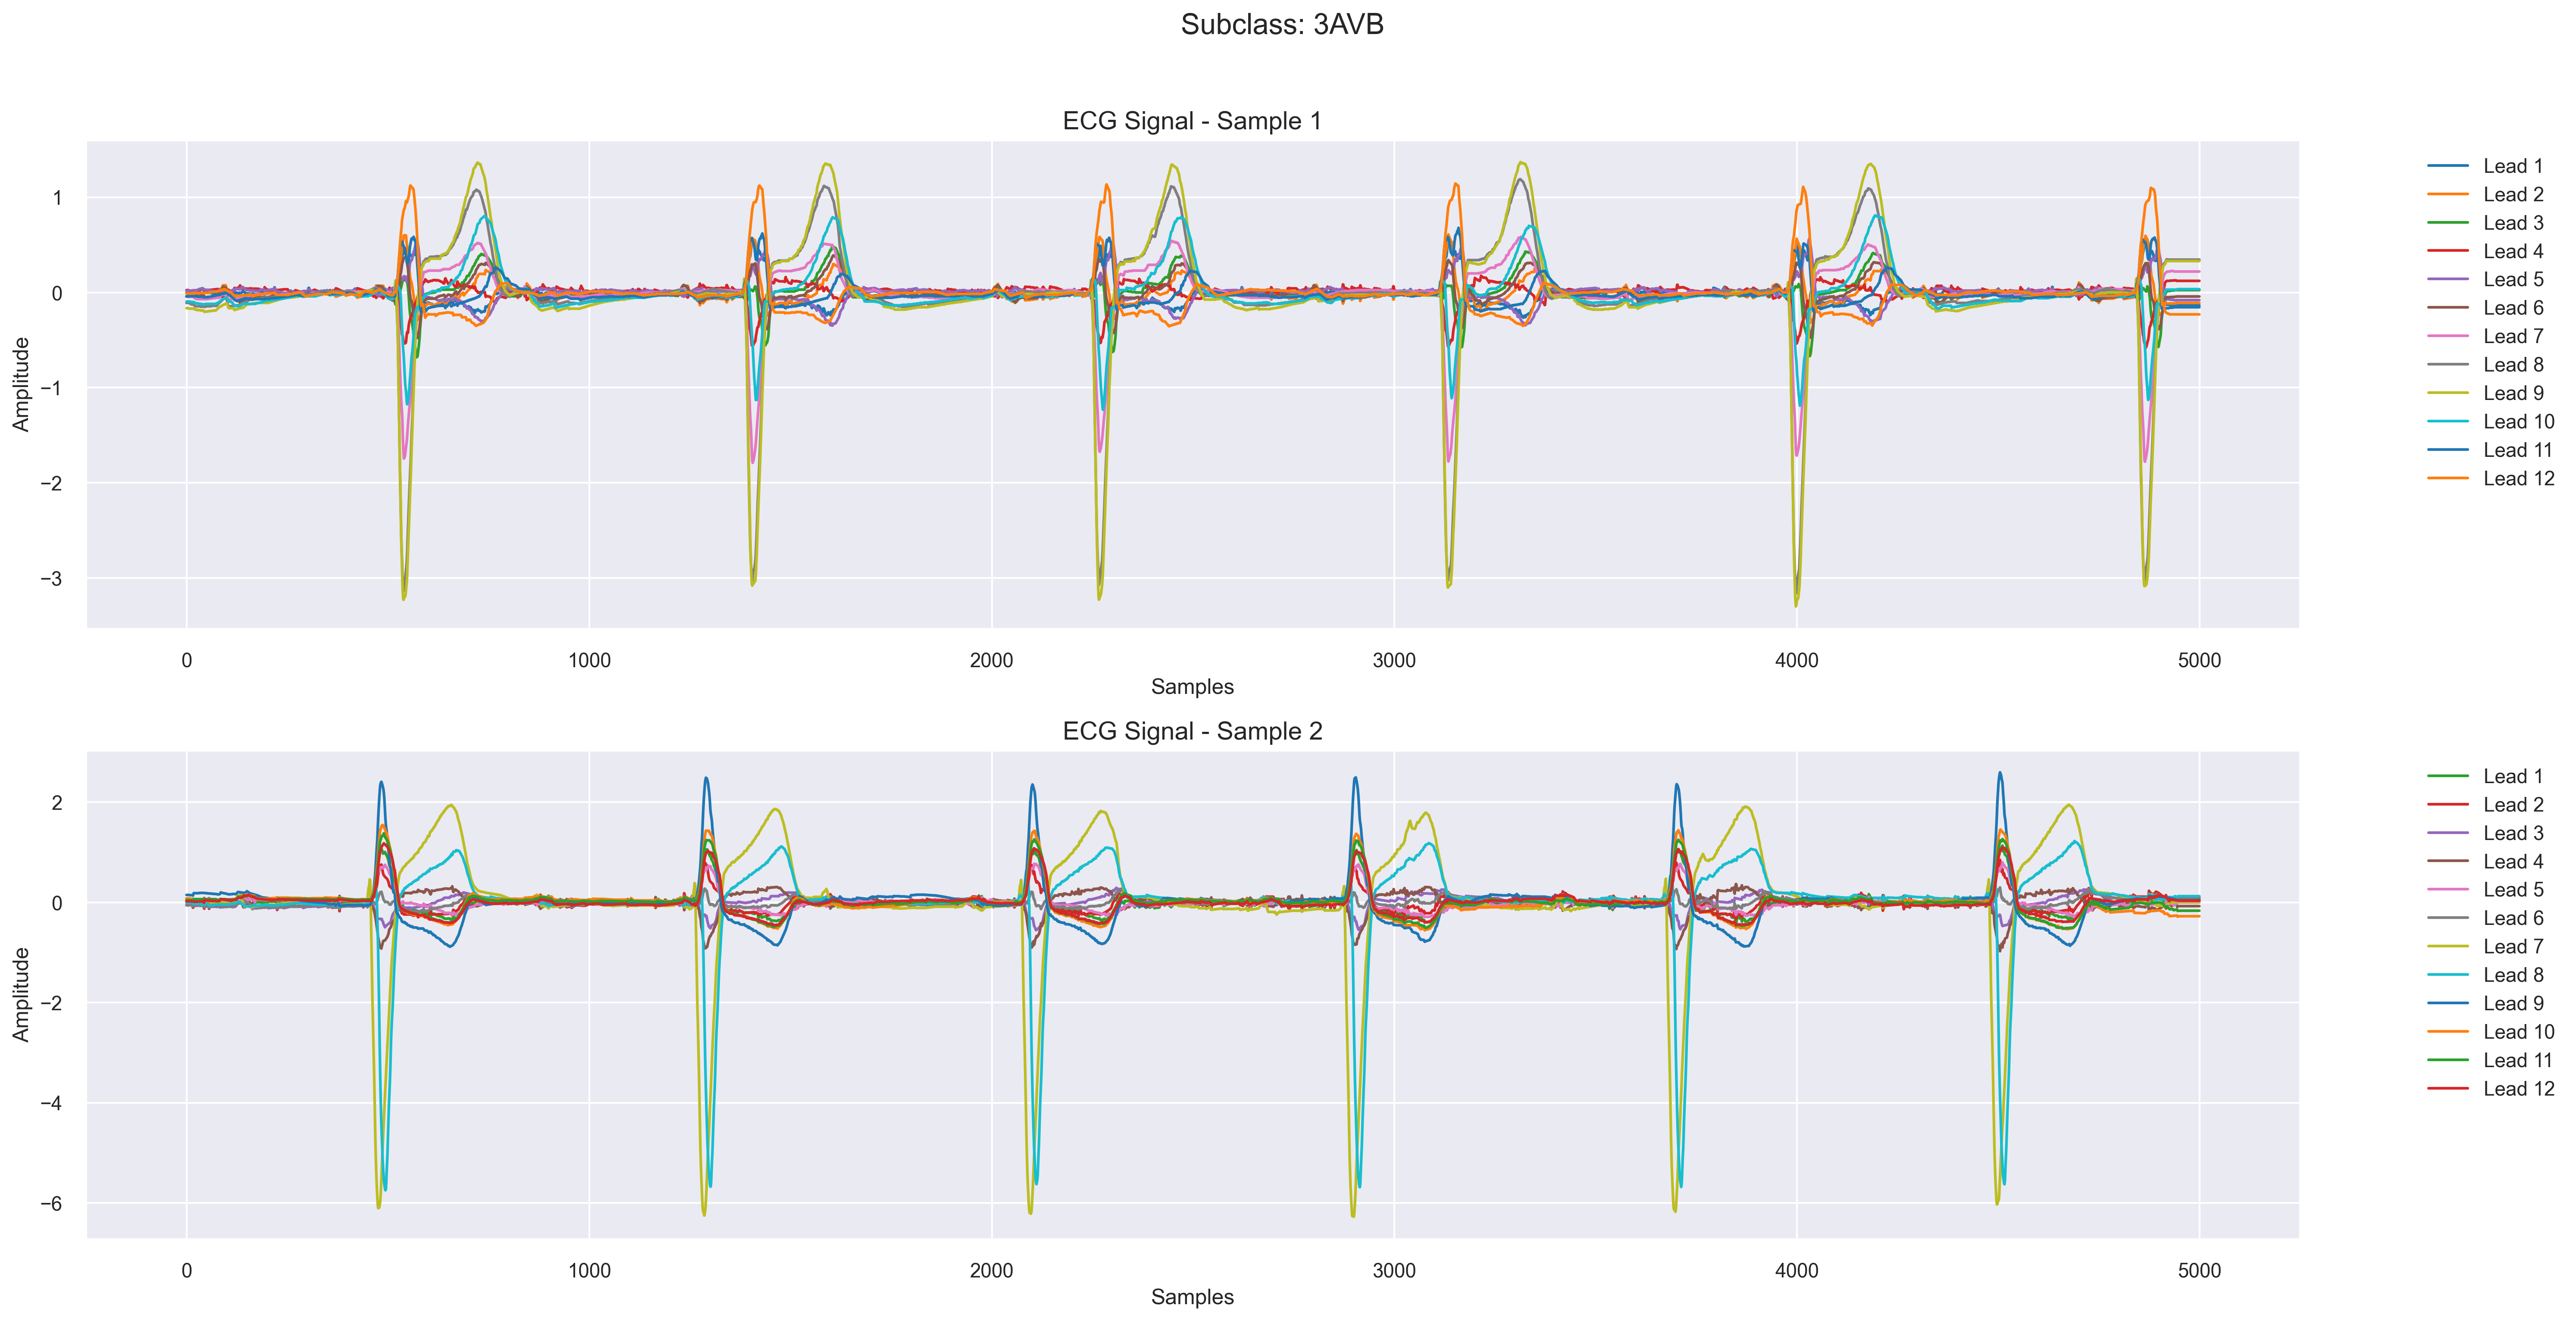 Subclass: 3AVB
ECG Signal - Sample 1
Amplitude
1
0
−1
−2
−3
0 1000 2000 3000 4000 5000
Samples
Lead 1
Lead 2
Lead 3
Lead 4
Lead 5
Lead 6
Lead 7
Lead 8
Lead 9
Lead 10
Lead 11
Lead 12
ECG Signal - Sample 2
Amplitude
2
0
−2
−4
−6
0 1000 2000 3000 4000 5000
Samples
Lead 1
Lead 2
Lead 3
Lead 4
Lead 5
Lead 6
Lead 7
Lead 8
Lead 9
Lead 10
Lead 11
Lead 12